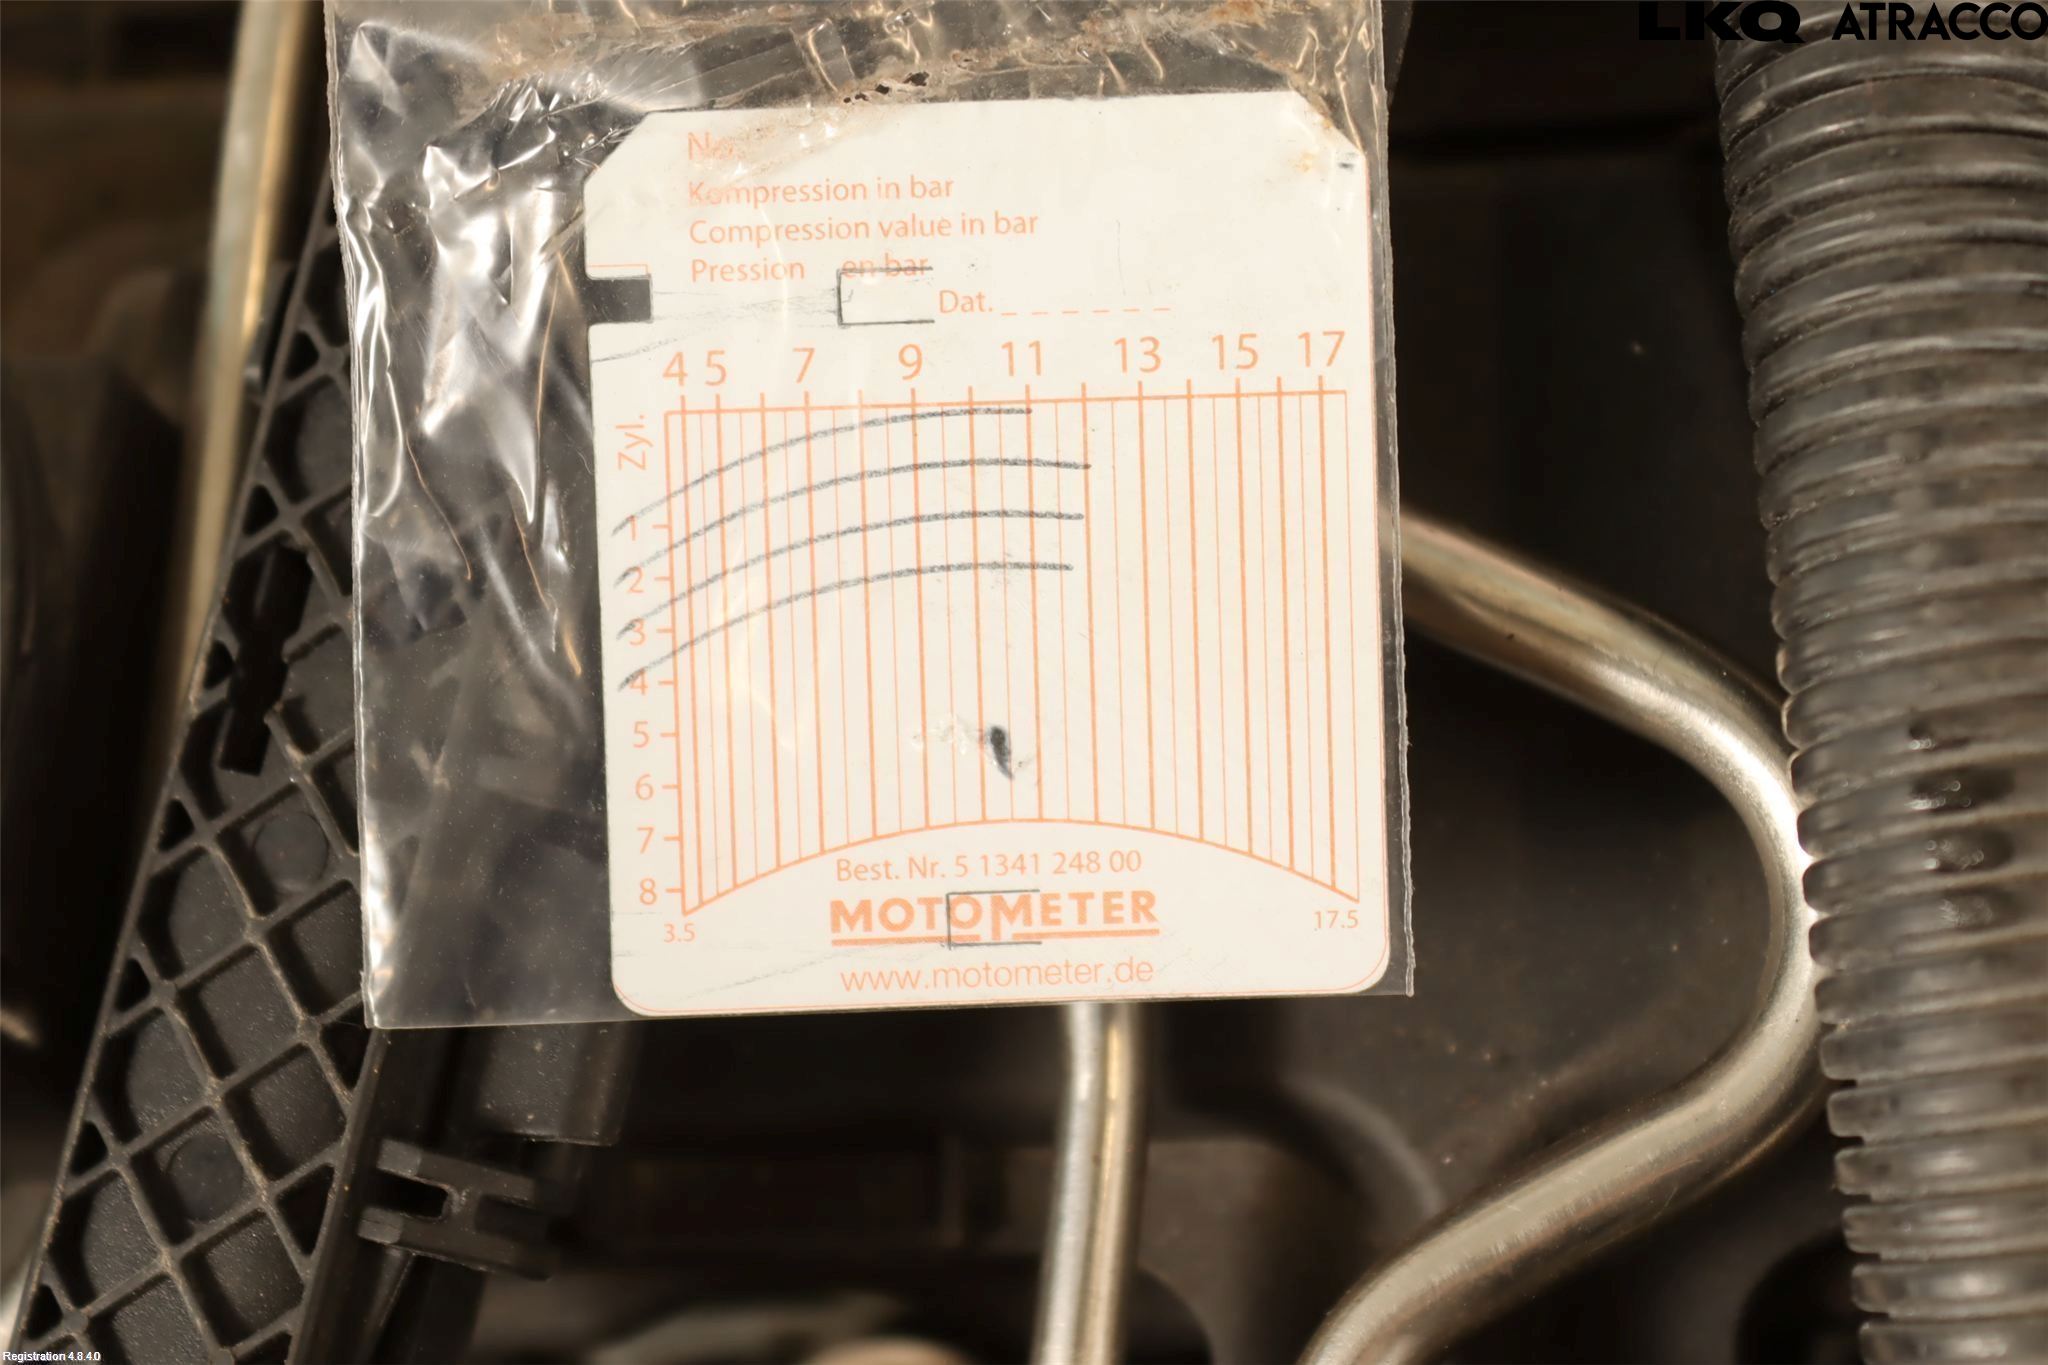 LKQ ATRACCO
Kompression in bar
Compression value in bar
Pression en bar
Dat. _ _ _ _ _ _
4 5 7 9 11 13 15 17
Zyl.
1
2
3
4
5
6
7
8
3.5
17.5
Best. Nr. 5 1341 248 00
MOTOMETER
www.motometer.de
Registration 4.8.4.0